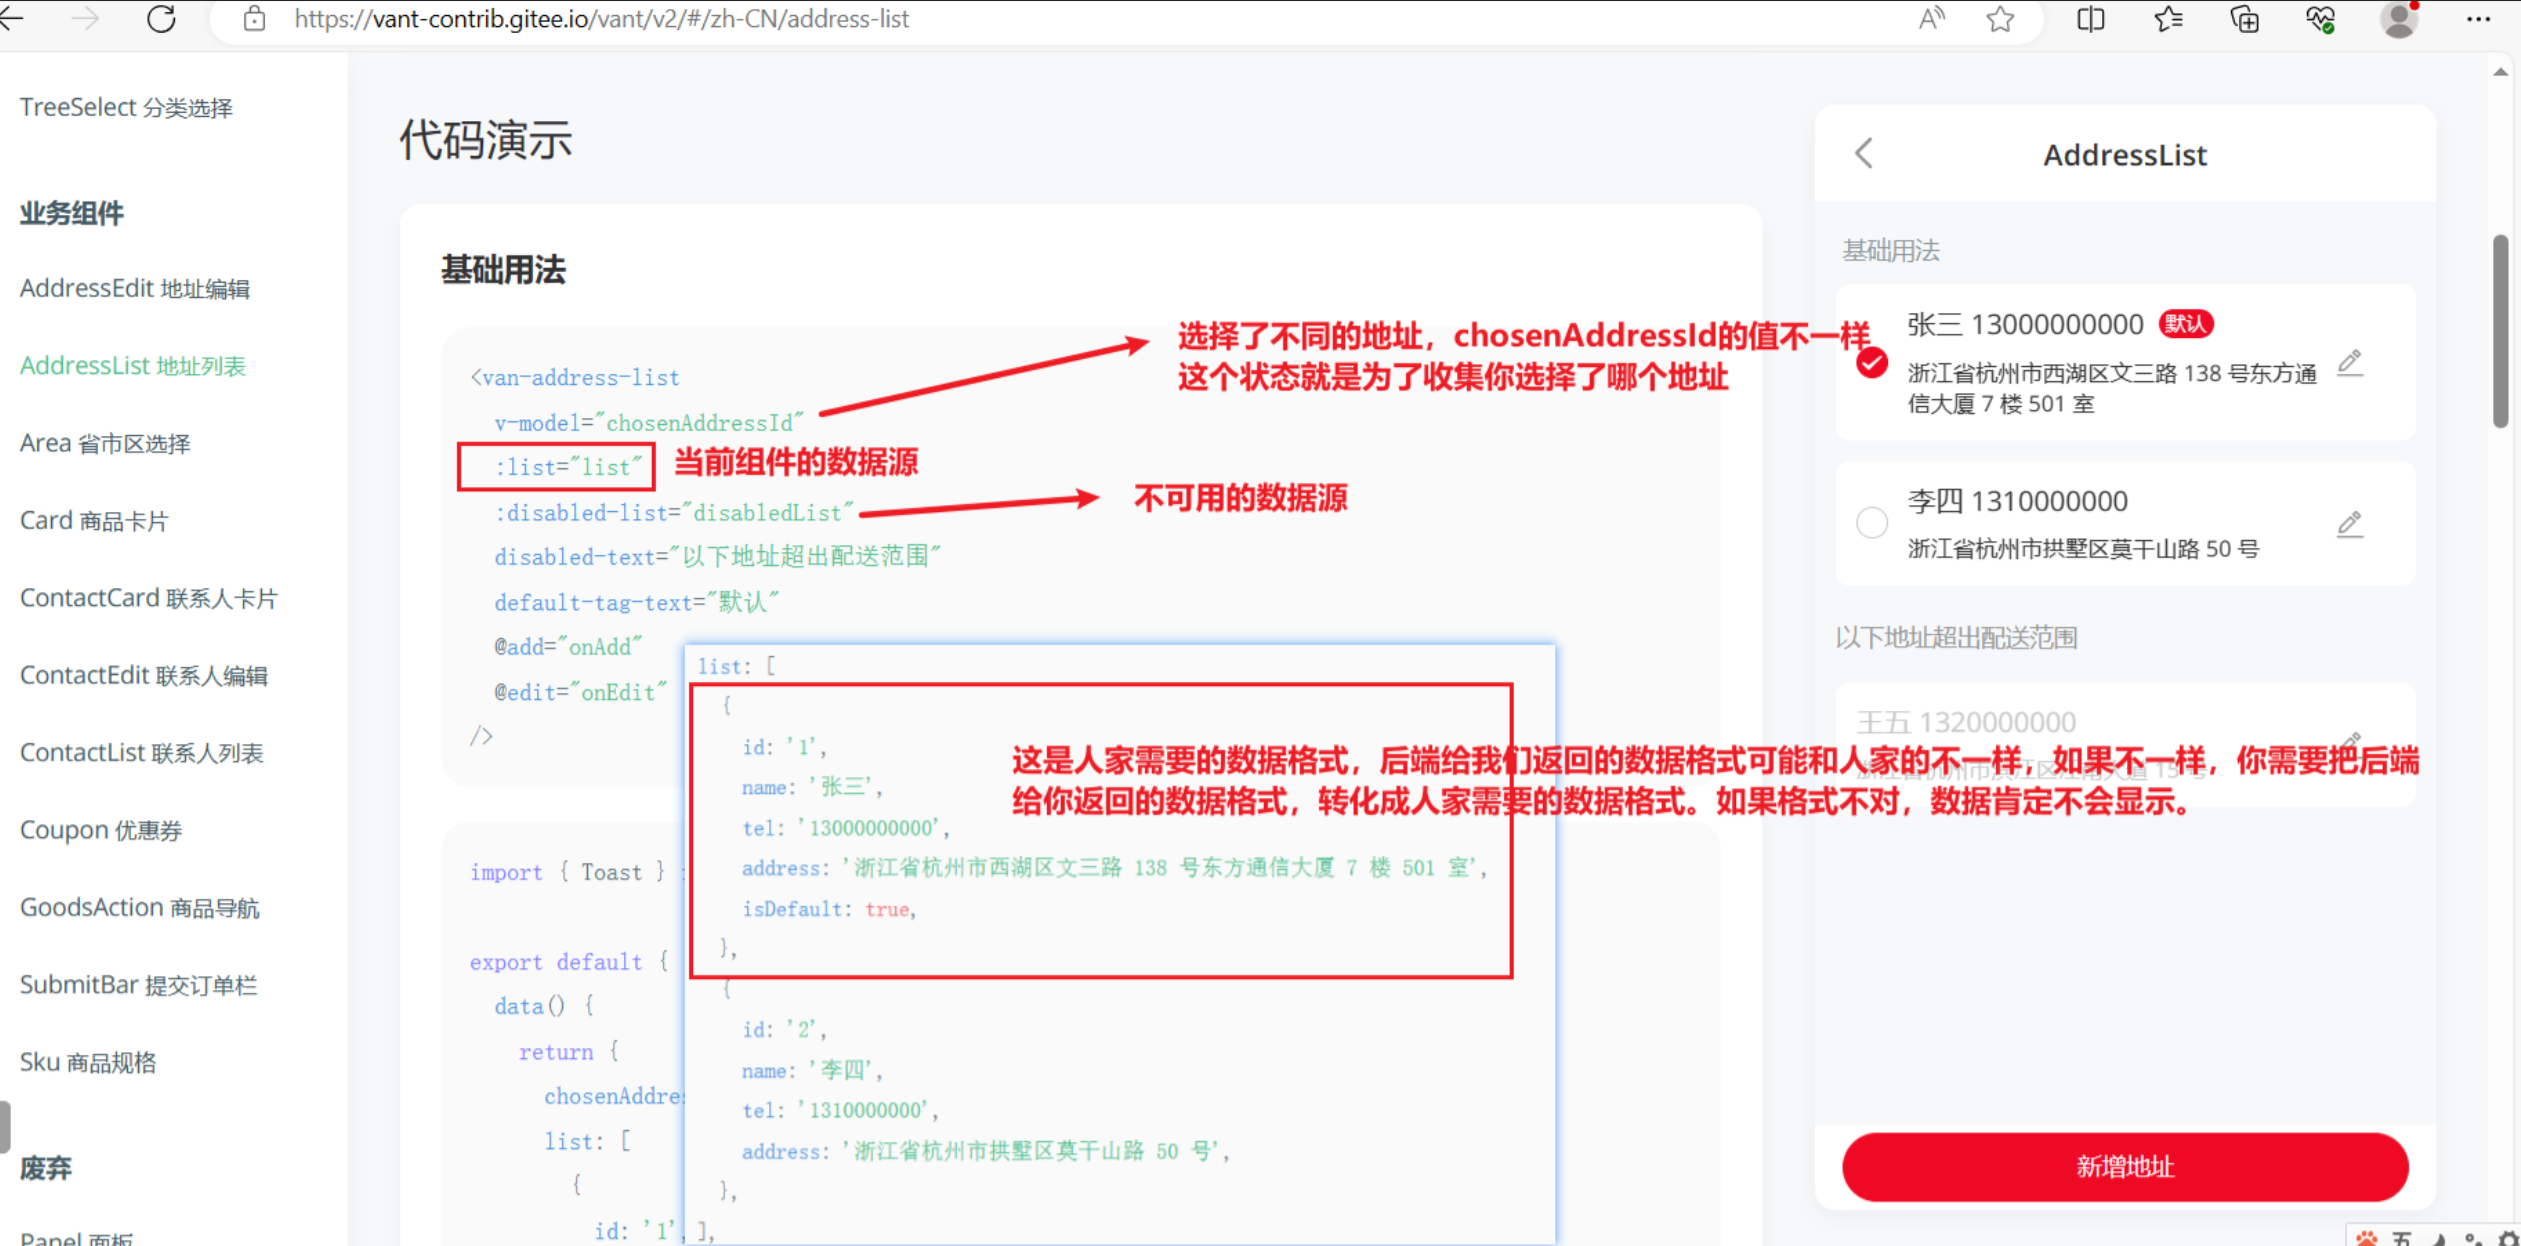 https://vant-contrib.gitee.io/vant/v2/#/zh-CN/address-list
TreeSelect 分类选择
业务组件
AddressEdit 地址编辑
AddressList 地址列表
Area 省市区选择
Card 商品卡片
ContactCard 联系人卡片
ContactEdit 联系人编辑
ContactList 联系人列表
Coupon 优惠券
GoodsAction 商品导航
SubmitBar 提交订单栏
Sku 商品规格
废弃
Panel 面板
代码演示
基础用法
<van-address-list
v-model="chosenAddressId"
:list="list"
:disabled-list="disabledList"
disabled-text="以下地址超出配送范围"
default-tag-text="默认"
@add="onAdd"
@edit="onEdit"
/>
选择了不同的地址，chosenAddressId的值不一样
这个状态就是为了收集你选择了哪个地址
当前组件的数据源
不可用的数据源
import { Toast }
export default {
data() {
return {
chosenAddre
list: [
{
id: '1',
list: [
{
id: '1',
name: '张三',
tel: '13000000000',
address: '浙江省杭州市西湖区文三路 138 号东方通信大厦 7 楼 501 室',
isDefault: true,
},
{
id: '2',
name: '李四',
tel: '1310000000',
address: '浙江省杭州市拱墅区莫干山路 50 号',
},
],
这是人家需要的数据格式，后端给我们返回的数据格式可能和人家的不一样，如果不一样，你需要把后端
给你返回的数据格式，转化成人家需要的数据格式。如果格式不对，数据肯定不会显示。
AddressList
基础用法
张三 13000000000 默认
浙江省杭州市西湖区文三路 138 号东方通
信大厦 7 楼 501 室
李四 1310000000
浙江省杭州市拱墅区莫干山路 50 号
以下地址超出配送范围
王五 1320000000
浙江省杭州市滨江区江南大道 15 号
新增地址
五